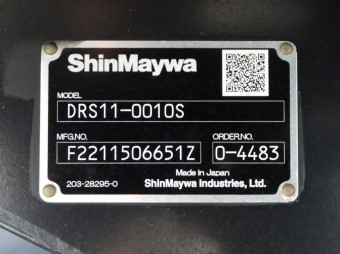 ShinMaywa
MODEL
DRS11-0010S
MFG.NO. ORDER.NO.
F2211506651Z 0-4483
Made in Japan
203-28295-0 ShinMaywa Industries, Ltd.